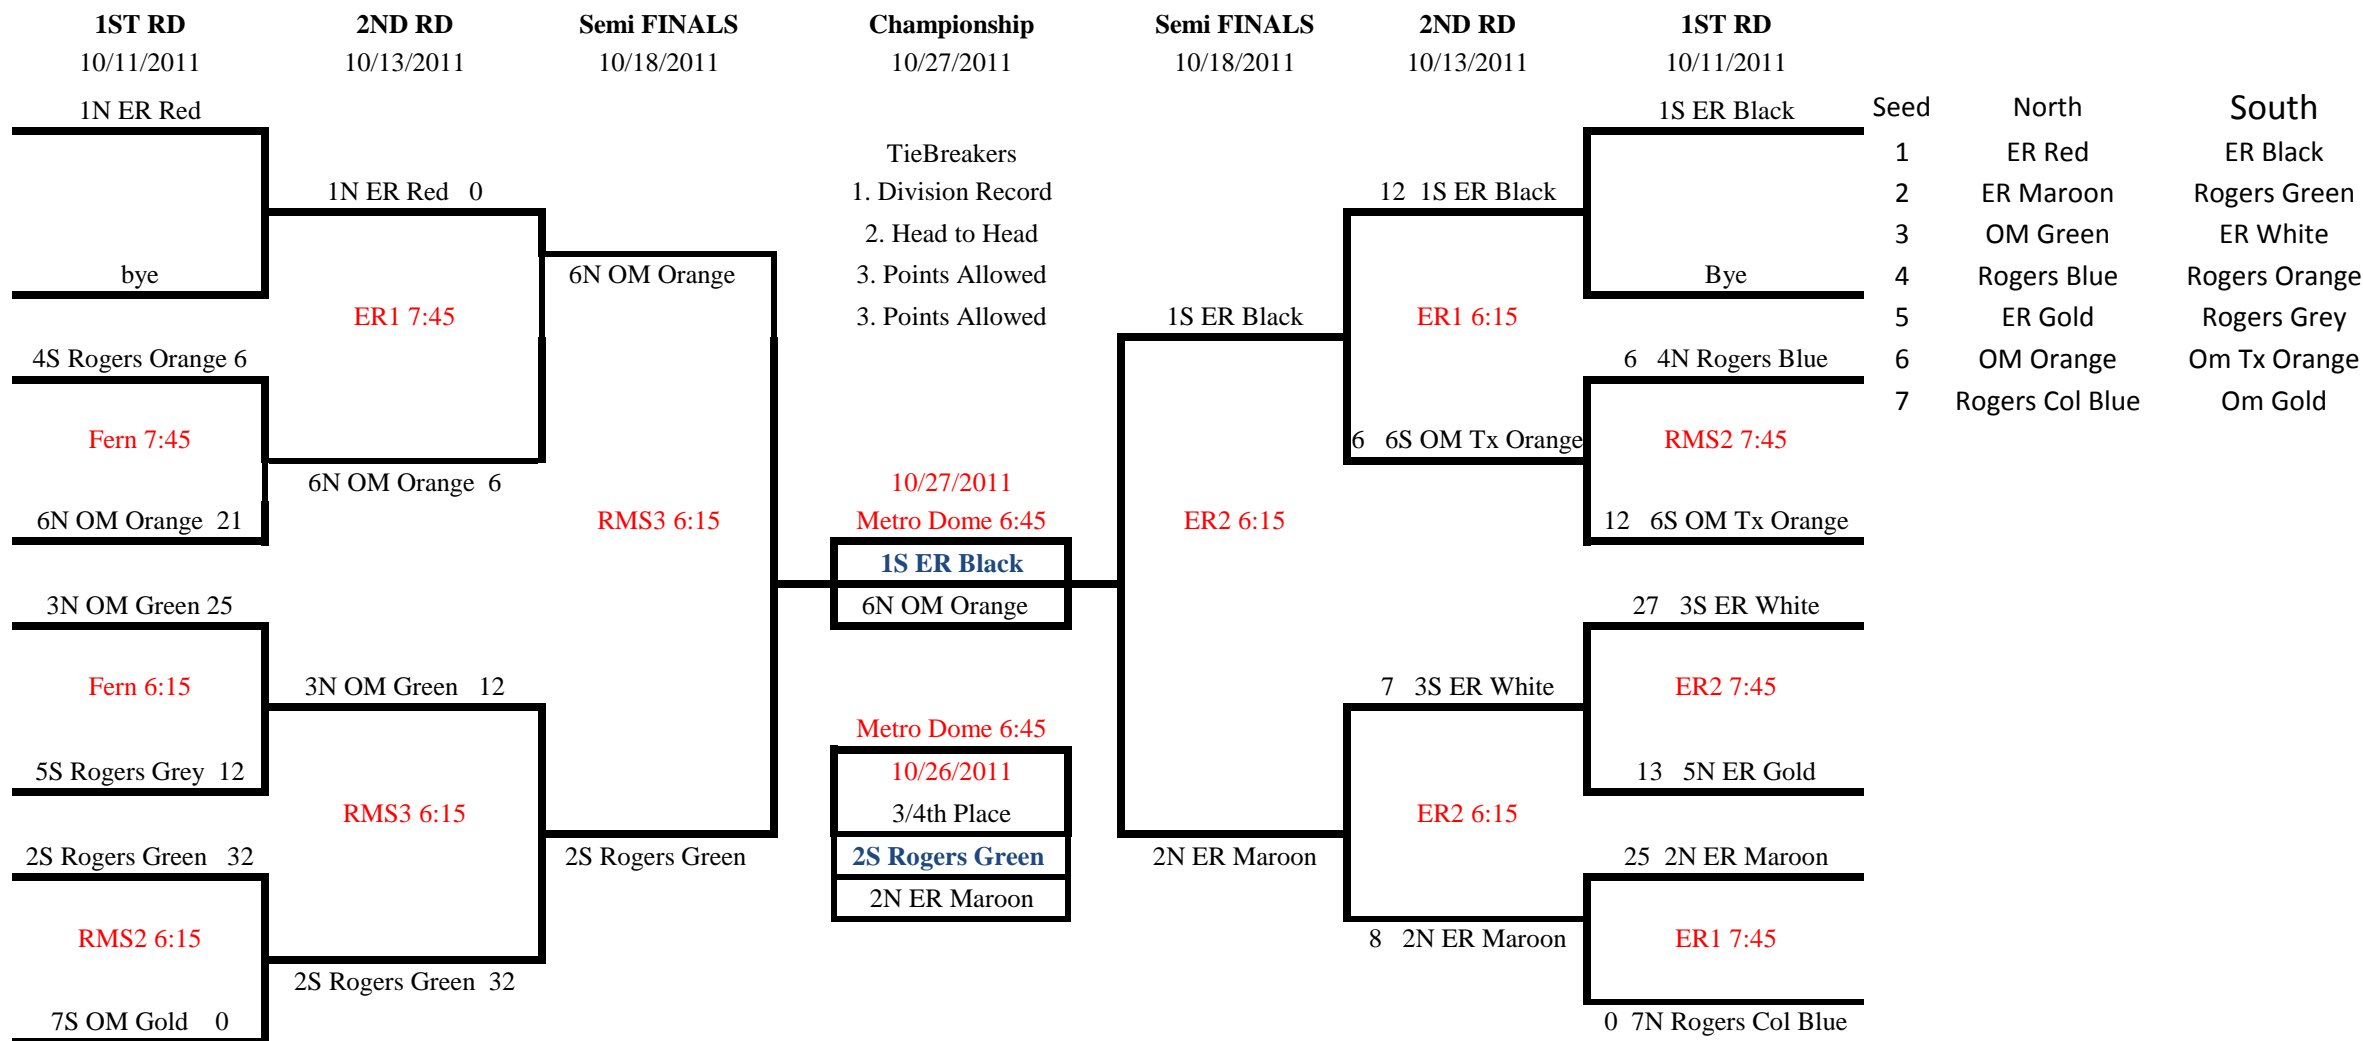 1ST RD 2ND RD Semi FINALS Championship Semi FINALS 2ND RD 1ST RD
10/11/2011 10/13/2011 10/18/2011 10/27/2011 10/18/2011 10/13/2011 10/11/2011
1N ER Red 1S ER Black Seed North South
TieBreakers 1 ER Red ER Black
1N ER Red 0 1. Division Record 12 1S ER Black 2 ER Maroon Rogers Green
2. Head to Head 3 OM Green ER White
bye 6N OM Orange 3. Points Allowed Bye 4 Rogers Blue Rogers Orange
ER1 7:45 3. Points Allowed 1S ER Black ER1 6:15 5 ER Gold Rogers Grey
4S Rogers Orange 6 6 4N Rogers Blue 6 OM Orange Om Tx Orange
7 Rogers Col Blue Om Gold
Fern 7:45 6 6S OM Tx Orange RMS2 7:45
6N OM Orange 6 10/27/2011
6N OM Orange 21 RMS3 6:15 Metro Dome 6:45 ER2 6:15 12 6S OM Tx Orange
1S ER Black
3N OM Green 25 6N OM Orange 27 3S ER White
Fern 6:15 3N OM Green 12 7 3S ER White ER2 7:45
Metro Dome 6:45
5S Rogers Grey 12 10/26/2011 13 5N ER Gold
RMS3 6:15 3/4th Place ER2 6:15
2S Rogers Green 32 2S Rogers Green 2S Rogers Green 2N ER Maroon 25 2N ER Maroon
2N ER Maroon
RMS2 6:15 8 2N ER Maroon ER1 7:45
2S Rogers Green 32
7S OM Gold 0 0 7N Rogers Col Blue